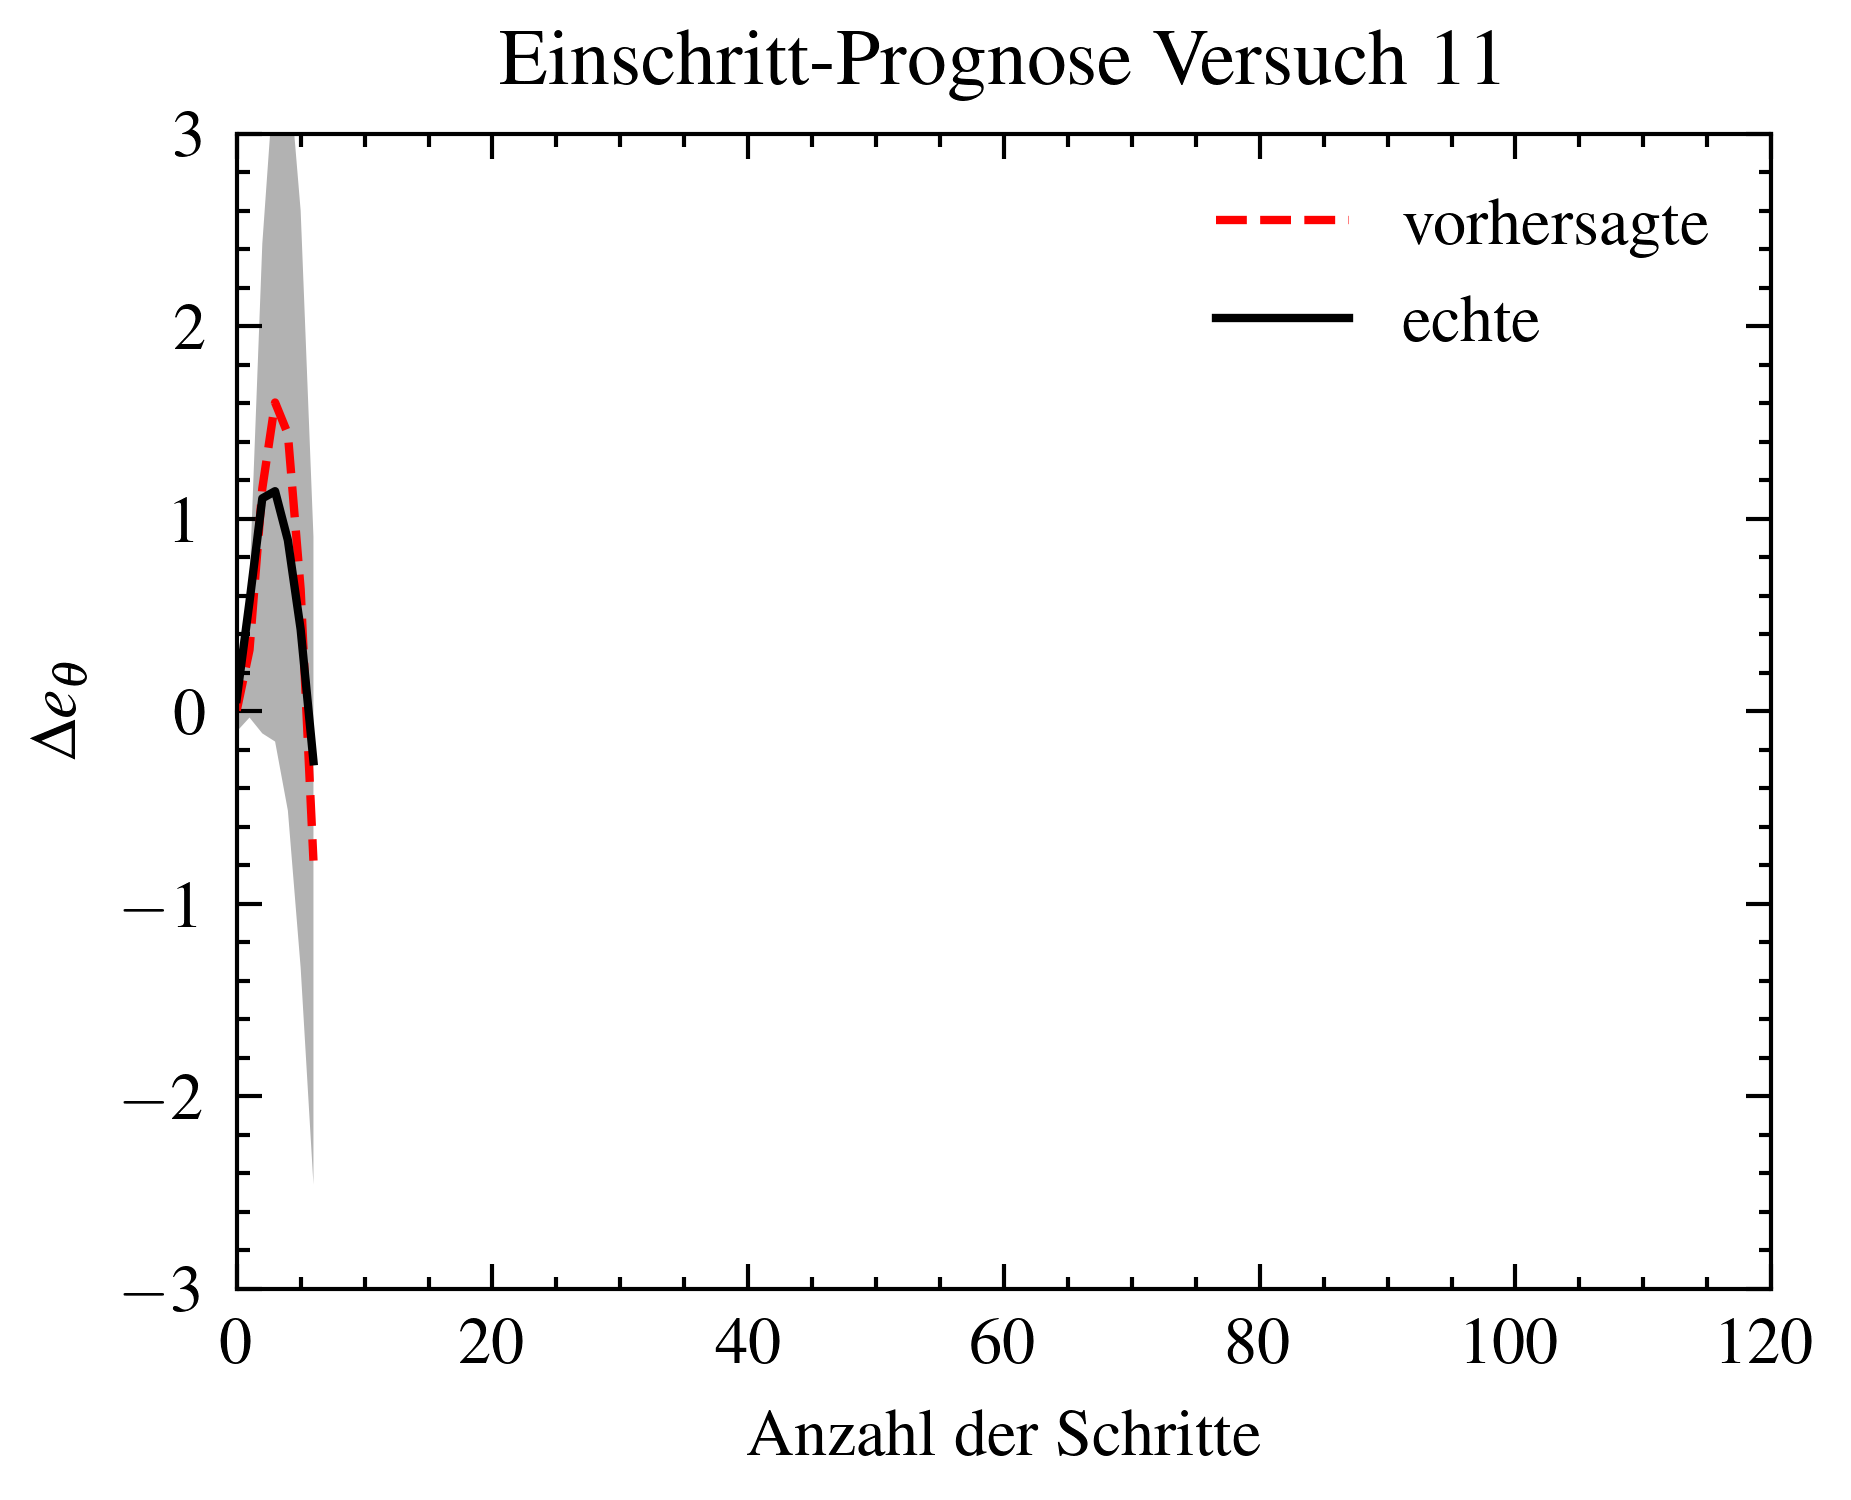 Einschritt-Prognose Versuch 11
3
2
1
0
−1
−2
−3
Δe_θ
vorhersagte
echte
0 20 40 60 80 100 120
Anzahl der Schritte